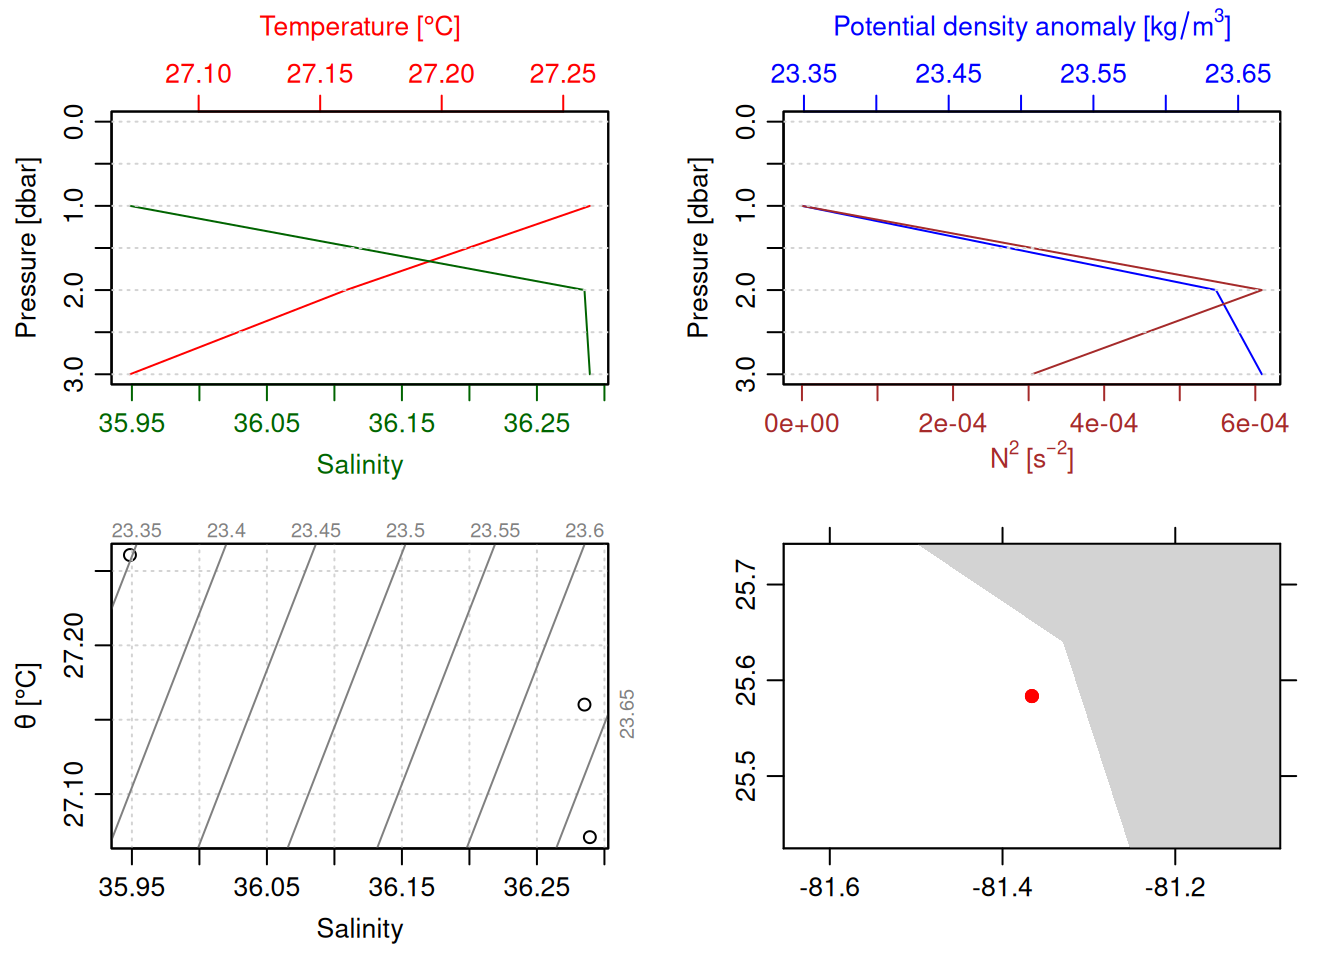 Temperature [°C]
27.10 27.15 27.20 27.25
Pressure [dbar]
0.0
1.0
2.0
3.0
35.95 36.05 36.15 36.25
Salinity
Potential density anomaly [kg/m³]
23.35 23.45 23.55 23.65
Pressure [dbar]
0.0
1.0
2.0
3.0
0e+00 2e-04 4e-04 6e-04
N² [s⁻²]
23.35 23.4 23.45 23.5 23.55 23.6
23.65
θ [°C]
27.20
27.10
35.95 36.05 36.15 36.25
Salinity
25.7
25.6
25.5
-81.6 -81.4 -81.2